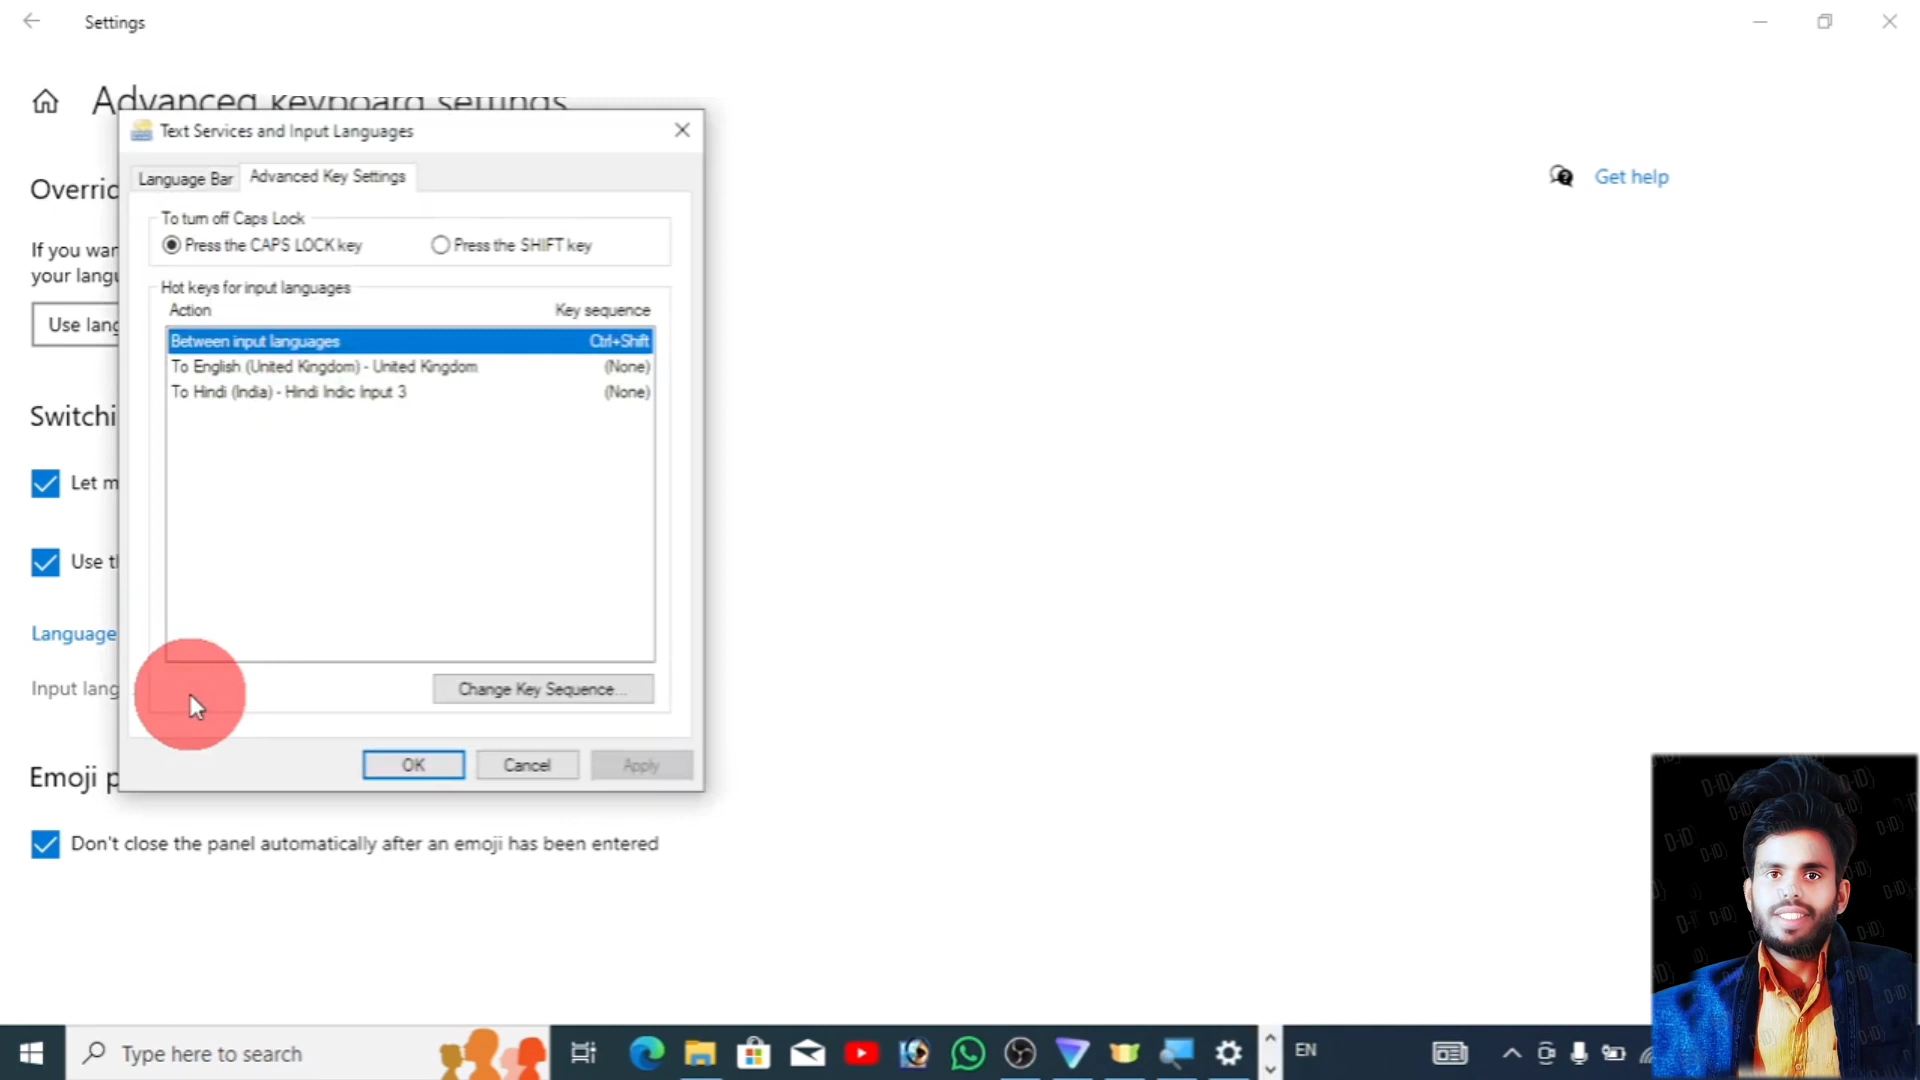 Settings
Advanced keyboard settings
Text Services and Input Languages
Language Bar
Advanced Key Settings
Get help
Overric
To turn off Caps Lock
Press the CAPS LOCK key
Press the SHIFT key
If you war
your langu
Hot keys for input languages
Action
Key sequence
Use lang
Between input languages
Ctrl+Shift
To English (United Kingdom) - United Kingdom
(None)
To Hindi (India) - Hindi Indic Input 3
(None)
Switchi
Let m
Use th
Language
Input lang
Change Key Sequence...
OK
Cancel
Apply
Emoji p
Don't close the panel automatically after an emoji has been entered
Type here to search
EN